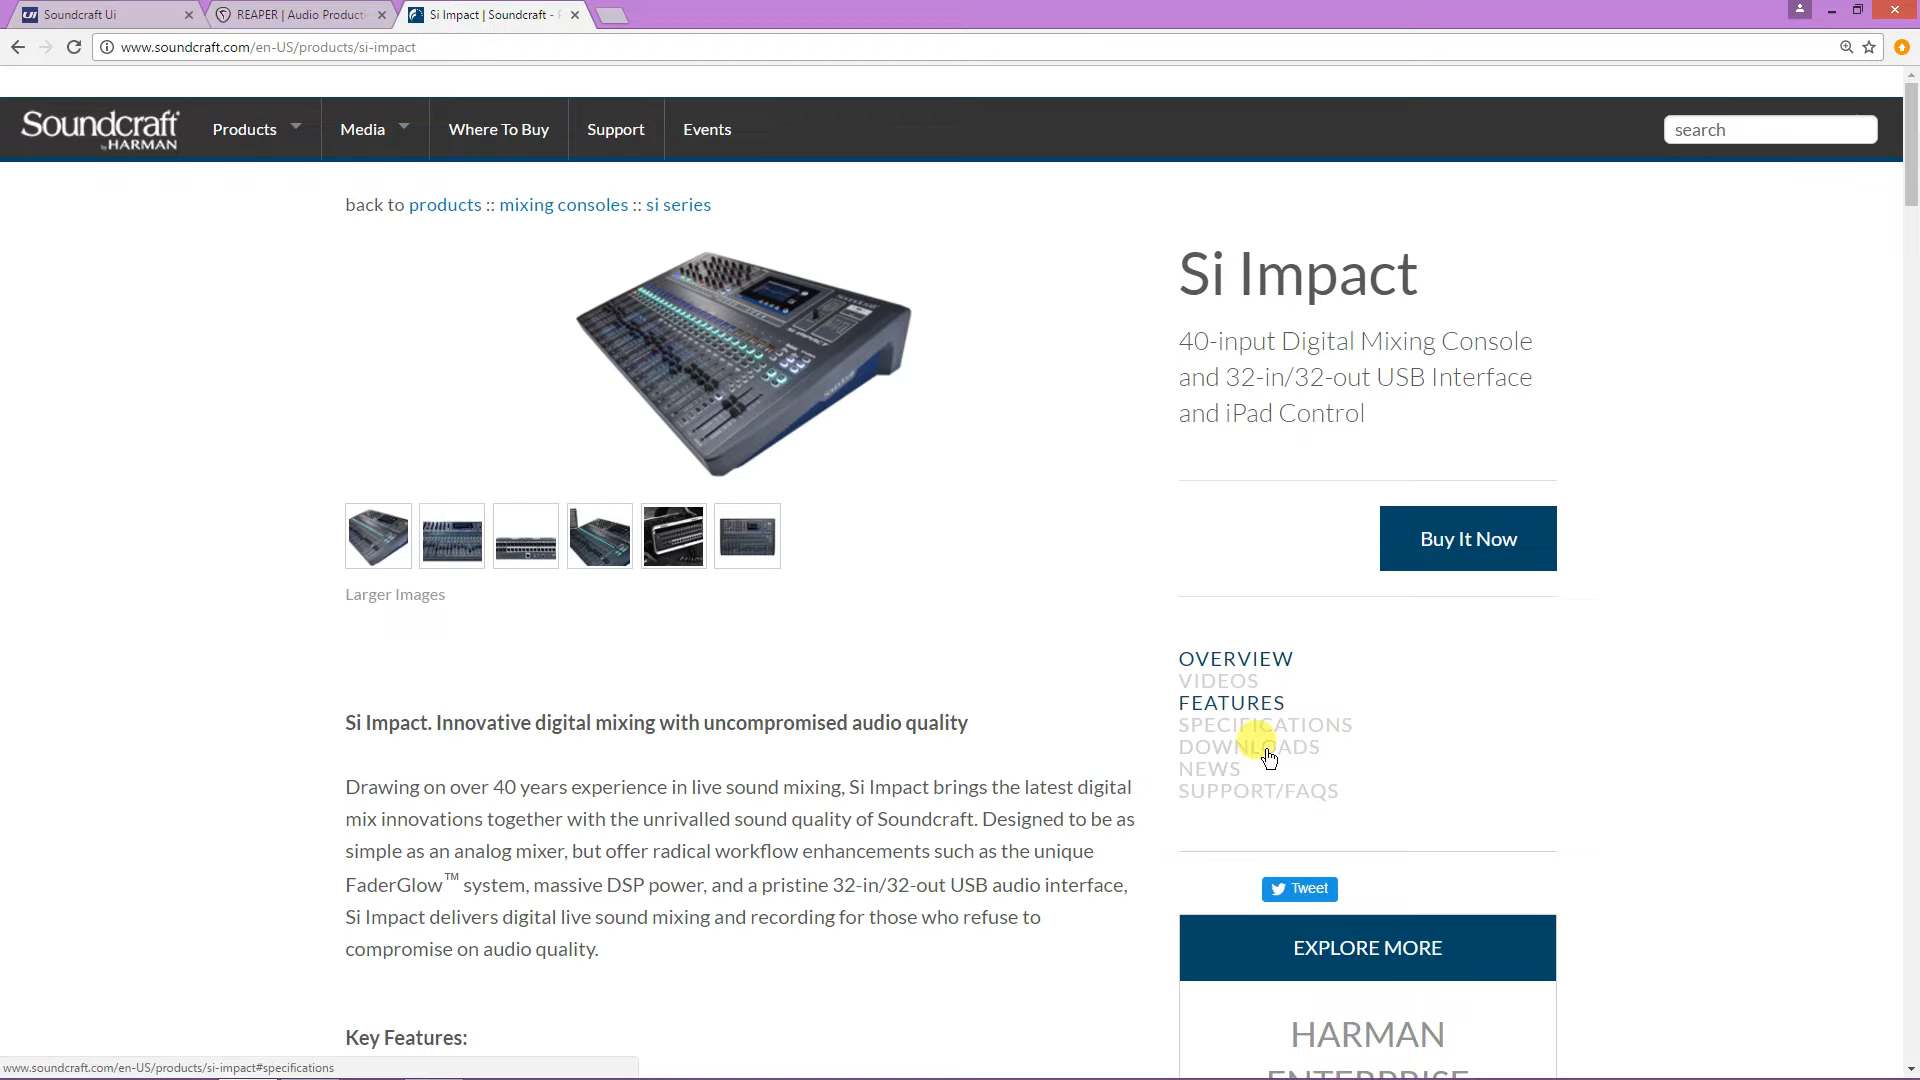 Soundcraft Ui
REAPER | Audio Product
Si Impact | Soundcraft -
www.soundcraft.com/en-US/products/si-impact
Soundcraft
by HARMAN
Products
Media
Where To Buy
Support
Events
search
back to products :: mixing consoles :: si series
Si Impact
40-input Digital Mixing Console
and 32-in/32-out USB Interface
and iPad Control
Buy It Now
Larger Images
OVERVIEW
VIDEOS
FEATURES
SPECIFICATIONS
DOWNLOADS
NEWS
SUPPORT/FAQS
Si Impact. Innovative digital mixing with uncompromised audio quality
Drawing on over 40 years experience in live sound mixing, Si Impact brings the latest digital
mix innovations together with the unrivalled sound quality of Soundcraft. Designed to be as
simple as an analog mixer, but offer radical workflow enhancements such as the unique
FaderGlow™ system, massive DSP power, and a pristine 32-in/32-out USB audio interface,
Si Impact delivers digital live sound mixing and recording for those who refuse to
compromise on audio quality.
Tweet
EXPLORE MORE
HARMAN
ENTERPRISE
Key Features:
www.soundcraft.com/en-US/products/si-impact#specifications